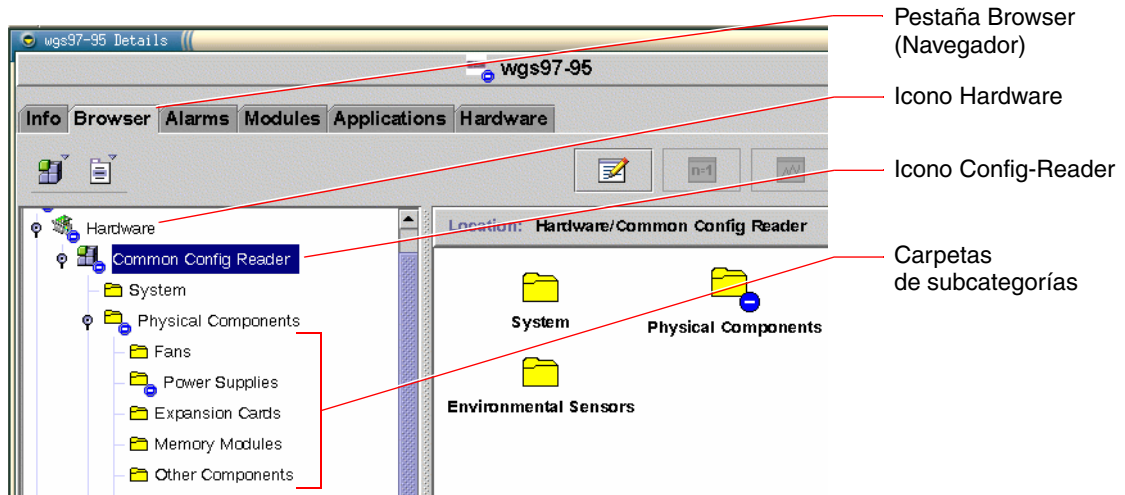 Pestaña Browser
(Navegador)
wgs97-95 Details
wgs97-95
Icono Hardware
Info Browser Alarms Modules Applications Hardware
Icono Config-Reader
n=1
Hardware
Location: Hardware/Common Config Reader
Common Config Reader
Carpetas
de subcategorías
System
Physical Components
Fans
Power Supplies
Expansion Cards
Memory Modules
Other Components
System
Physical Components
Environmental Sensors